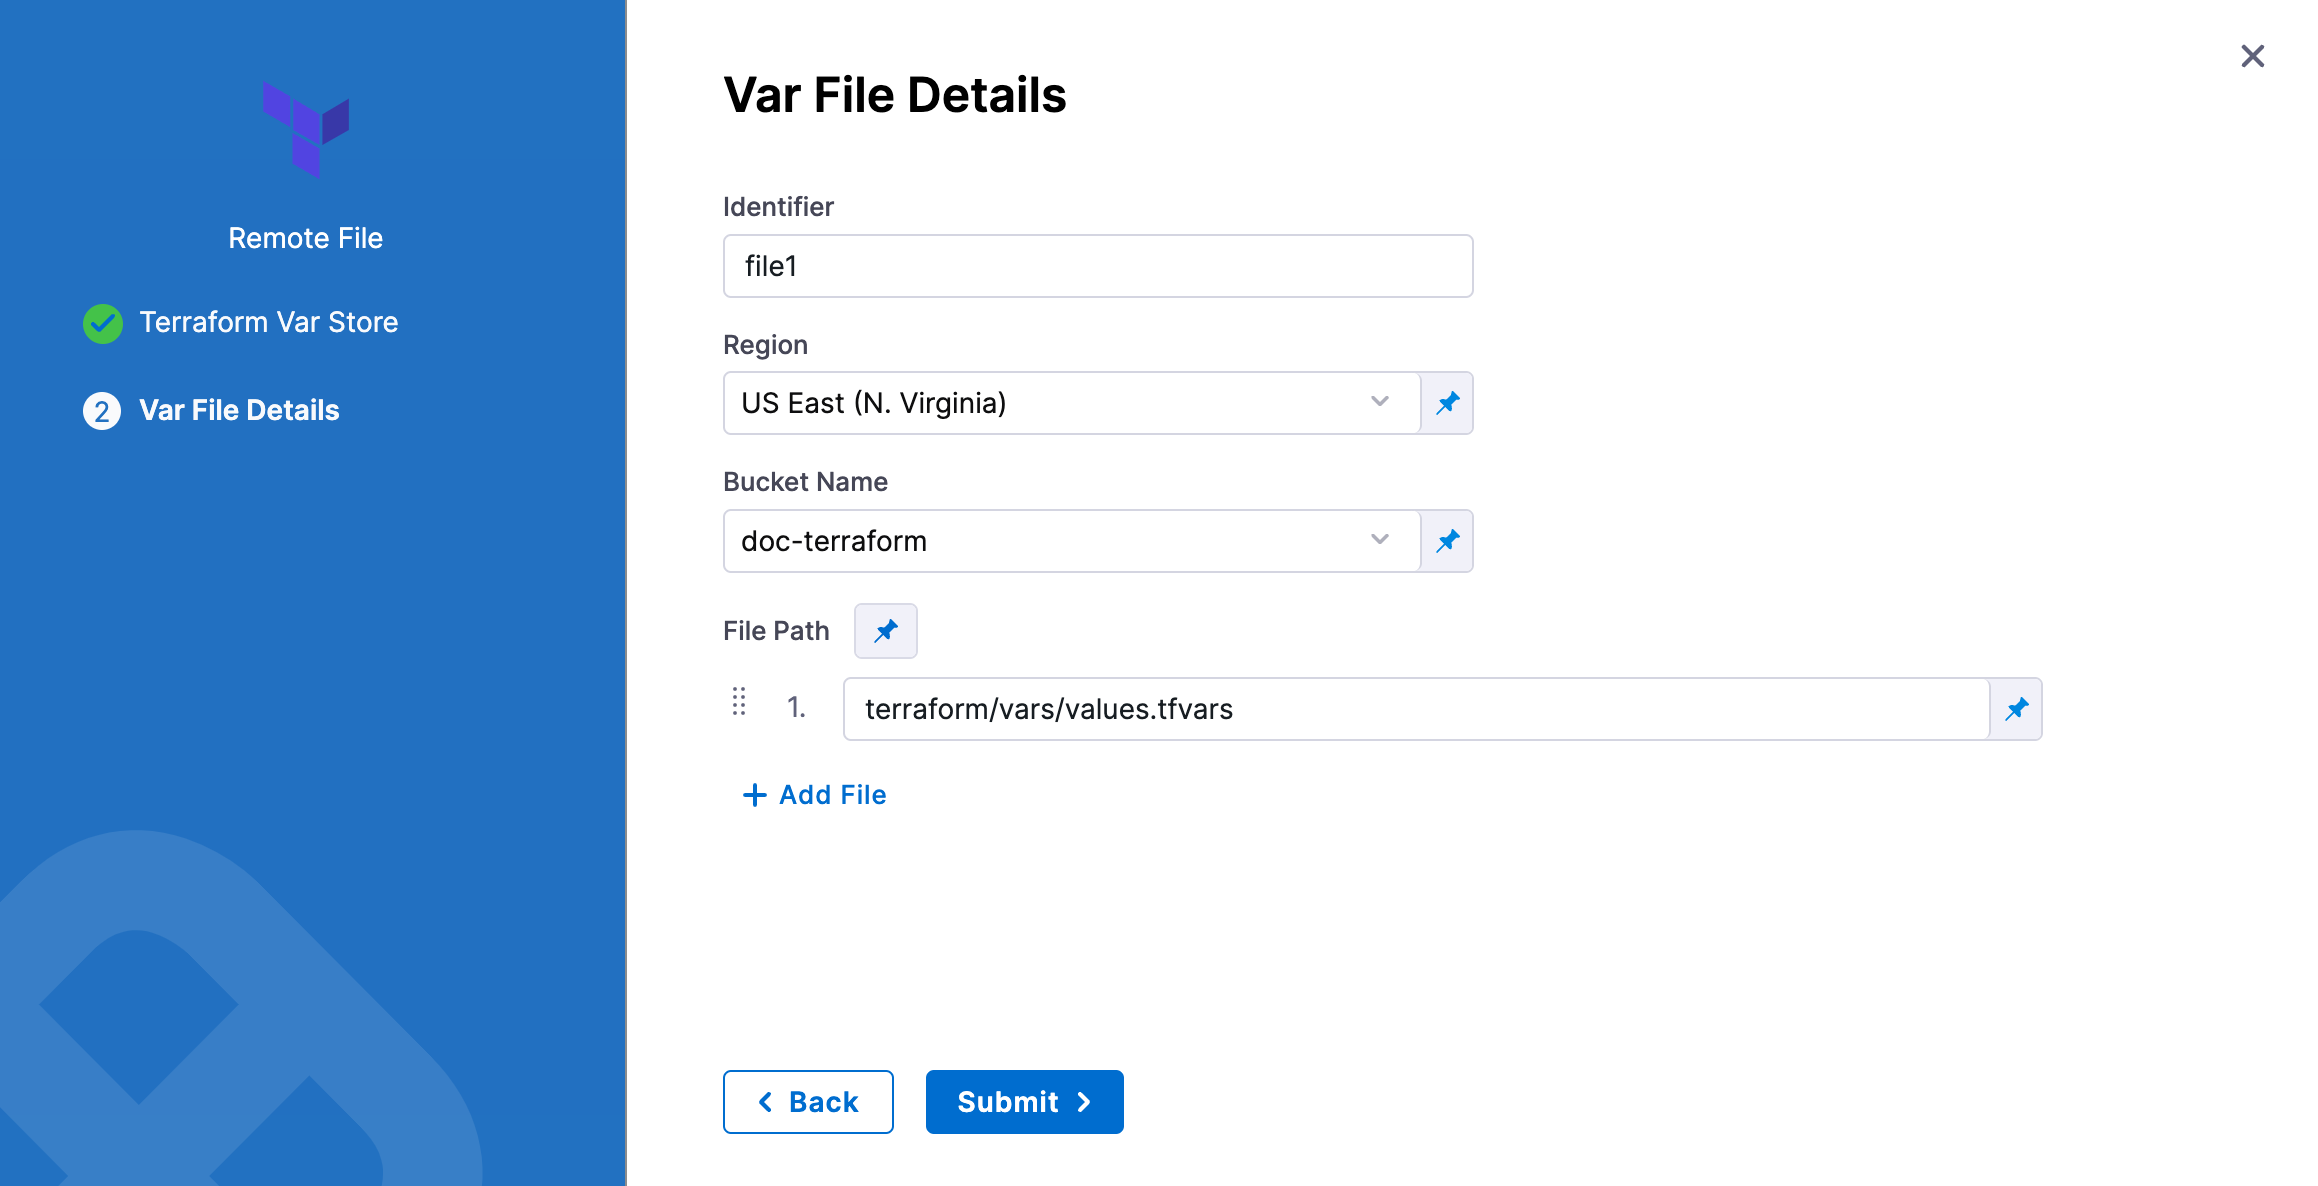 Remote File
Terraform Var Store
2 Var File Details
Var File Details
Identifier
file1
Region
US East (N. Virginia)
Bucket Name
doc-terraform
File Path
1. terraform/vars/values.tfvars
+ Add File
Back
Submit